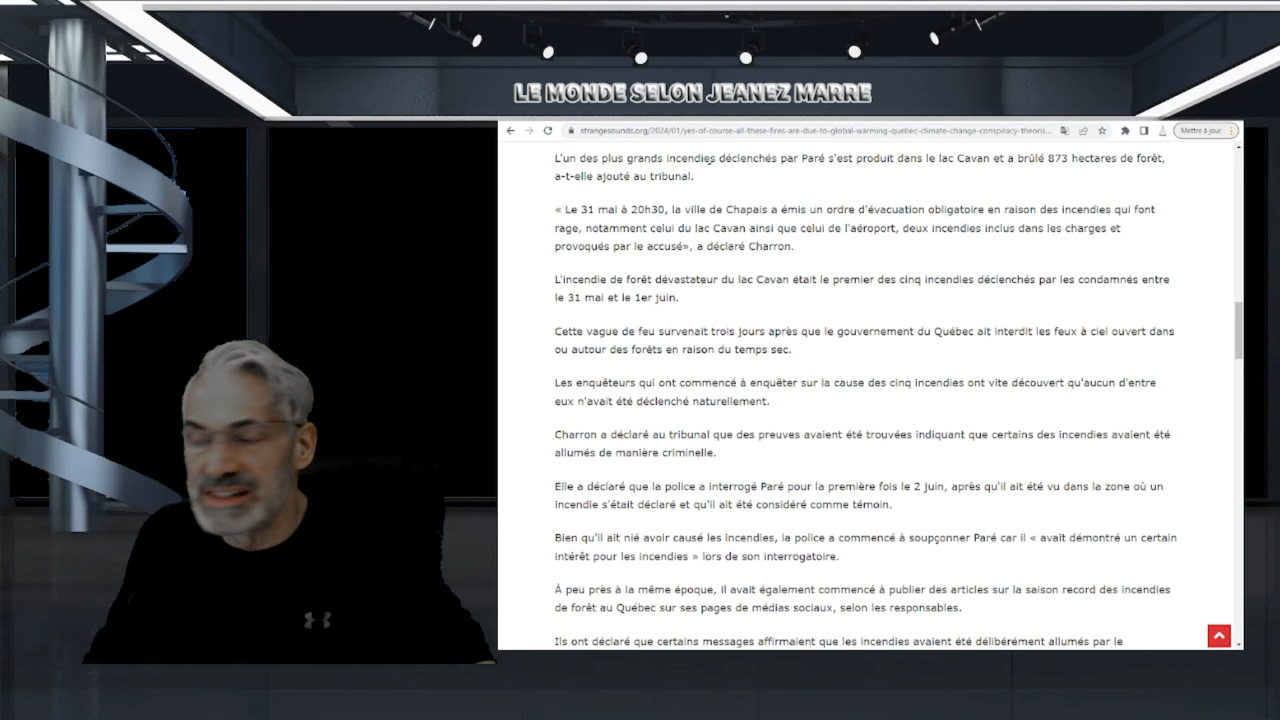 LE MONDE SELON JEANEZ MARRE
strangesounds.org/2024/01/yes-of-course-all-these-fires-are-due-to-global-warming-quebec-climate-change-conspiracy-theoris...
Mettre à jour
L'un des plus grands incendies déclenchés par Paré s'est produit dans le lac Cavan et a brûlé 873 hectares de forêt,
a-t-elle ajouté au tribunal.
« Le 31 mai à 20h30, la ville de Chapais a émis un ordre d'évacuation obligatoire en raison des incendies qui font
rage, notamment celui du lac Cavan ainsi que celui de l'aéroport, deux incendies inclus dans les charges et
provoqués par le accusé», a déclaré Charron.
L'incendie de forêt dévastateur du lac Cavan était le premier des cinq incendies déclenchés par les condamnés entre
le 31 mai et le 1er juin.
Cette vague de feu survenait trois jours après que le gouvernement du Québec ait interdit les feux à ciel ouvert dans
ou autour des forêts en raison du temps sec.
Les enquêteurs qui ont commencé à enquêter sur la cause des cinq incendies ont vite découvert qu'aucun d'entre
eux n'avait été déclenché naturellement.
Charron a déclaré au tribunal que des preuves avaient été trouvées indiquant que certains des incendies avaient été
allumés de manière criminelle.
Elle a déclaré que la police a interrogé Paré pour la première fois le 2 juin, après qu'il ait été vu dans la zone où un
incendie s'était déclaré et qu'il ait été considéré comme témoin.
Bien qu'il ait nié avoir causé les incendies, la police a commencé à soupçonner Paré car il « avait démontré un certain
intérêt pour les incendies » lors de son interrogatoire.
À peu près à la même époque, il avait également commencé à publier des articles sur la saison record des incendies
de forêt au Québec sur ses pages de médias sociaux, selon les responsables.
Ils ont déclaré que certains messages affirmaient que les incendies avaient été délibérément allumés par le